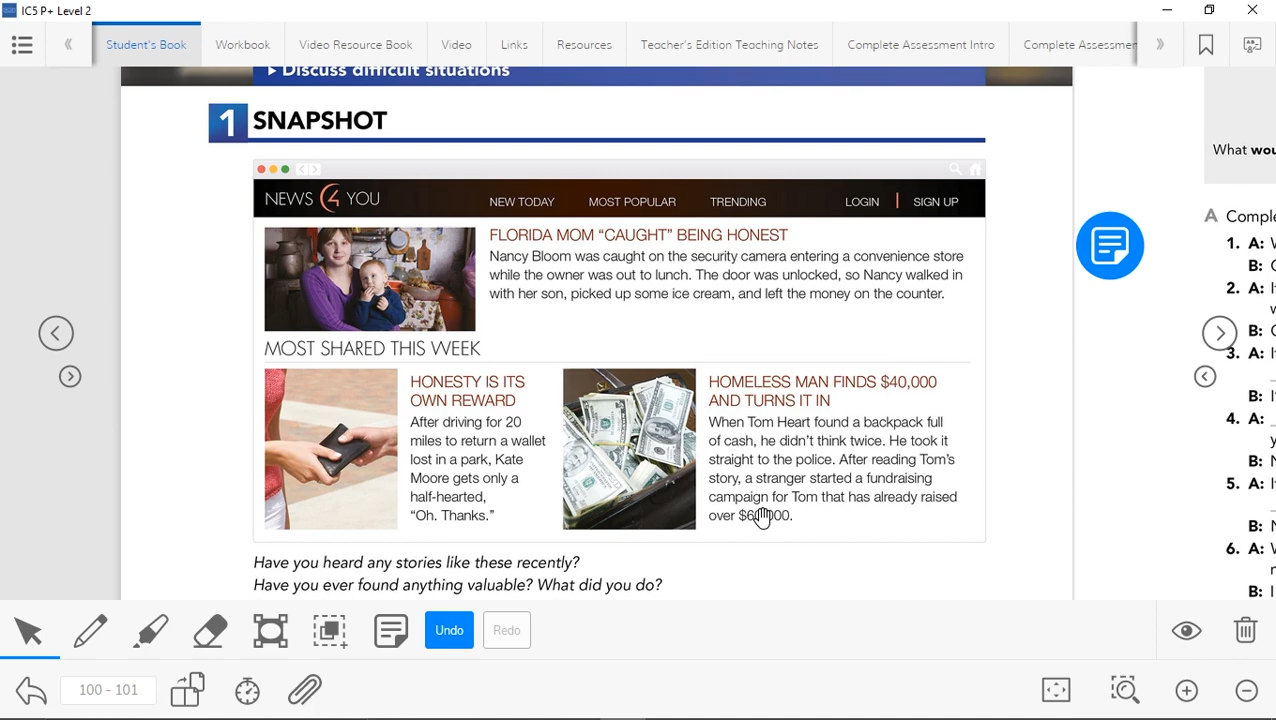 IC5 P+ Level 2
Student's Book Workbook Video Resource Book Video Links Resources Teacher's Edition Teaching Notes Complete Assessment Intro Complete Assessmen
▸ Discuss difficult situations
1 SNAPSHOT
NEWS 4 YOU NEW TODAY MOST POPULAR TRENDING LOGIN | SIGN UP
FLORIDA MOM “CAUGHT” BEING HONEST
Nancy Bloom was caught on the security camera entering a convenience store
while the owner was out to lunch. The door was unlocked, so Nancy walked in
with her son, picked up some ice cream, and left the money on the counter.
MOST SHARED THIS WEEK
HONESTY IS ITS
OWN REWARD
After driving for 20
miles to return a wallet
lost in a park, Kate
Moore gets only a
half-hearted,
“Oh. Thanks.”
HOMELESS MAN FINDS $40,000
AND TURNS IT IN
When Tom Heart found a backpack full
of cash, he didn’t think twice. He took it
straight to the police. After reading Tom’s
story, a stranger started a fundraising
campaign for Tom that has already raised
over
Have you heard any stories like these recently?
Have you ever found anything valuable? What did you do?
What wou
A Comple
1. A: W
B: C
2. A: I
w
B: C
3. A: I
B: I
4. A:
y
B: N
5. A: I
B: N
6. A: W
n
B: I
Undo Redo
100 - 101